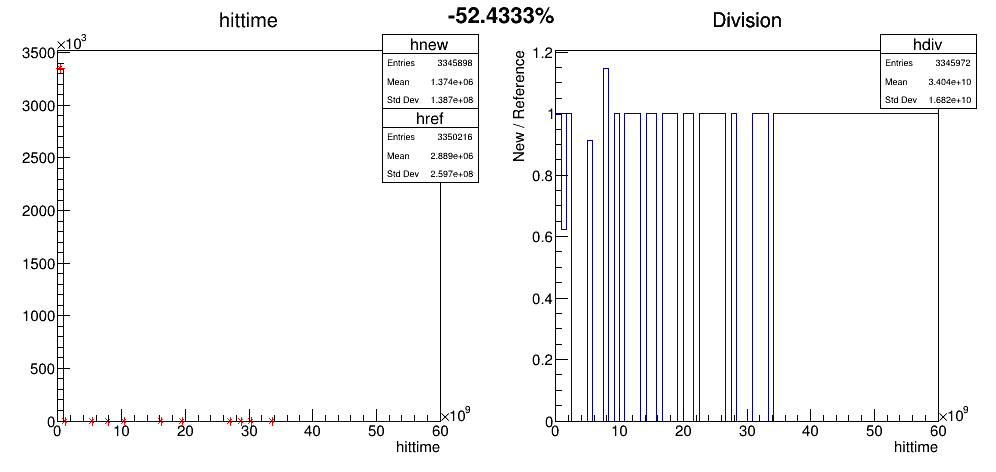 -52.4333%
hittime
×10³
3500
3000
2500
2000
1500
1000
500
0
0 10 20 30 40 50 60
×10⁹
hittime
hnew
Entries 3345898
Mean 1.374e+06
Std Dev 1.387e+08
href
Entries 3350216
Mean 2.889e+06
Std Dev 2.597e+08
Division
New / Reference
1.2
1
0.8
0.6
0.4
0.2
0
0 10 20 30 40 50 60
×10⁹
hittime
hdiv
Entries 3345972
Mean 3.404e+10
Std Dev 1.682e+10